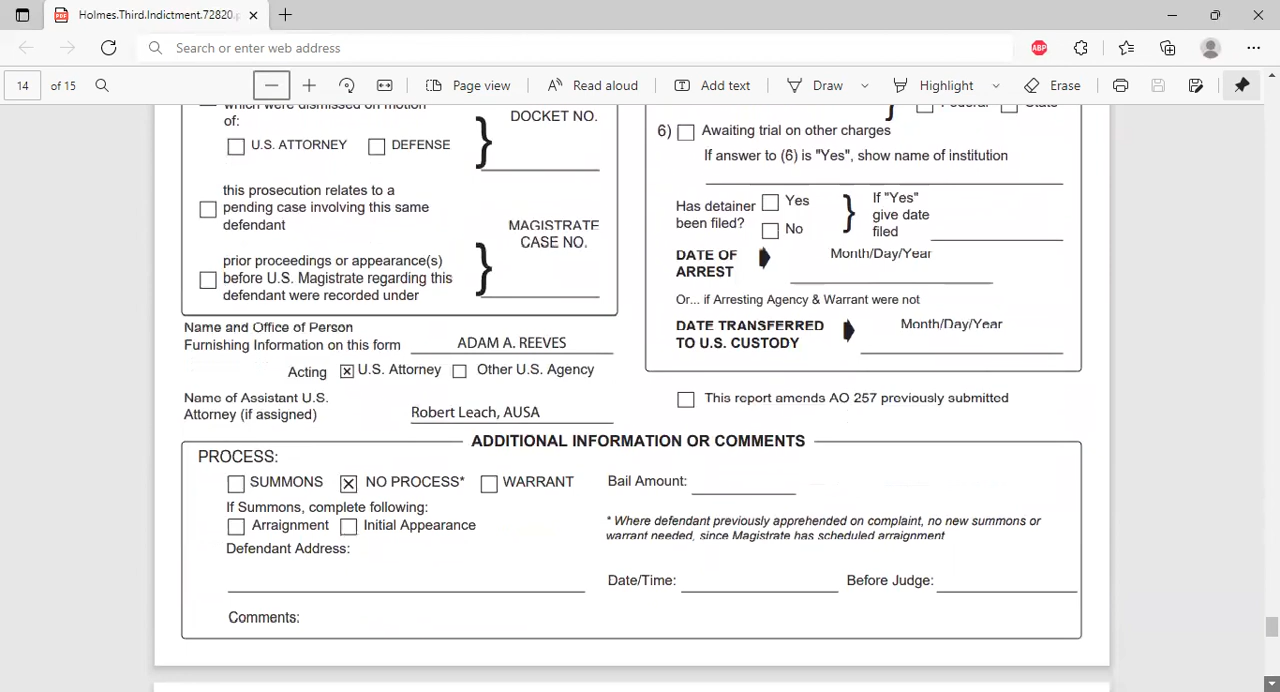 Holmes.Third.Indictment.72820.p
Search or enter web address
ABP
14 of 15
Page view
Read aloud
Add text
Draw
Highlight
Erase
which were dismissed on motion
of:
U.S. ATTORNEY DEFENSE
DOCKET NO.
this prosecution relates to a
pending case involving this same
defendant
MAGISTRATE
CASE NO.
prior proceedings or appearance(s)
before U.S. Magistrate regarding this
defendant were recorded under
Name and Office of Person
Furnishing Information on this form ADAM A. REEVES
Acting U.S. Attorney Other U.S. Agency
Name of Assistant U.S.
Attorney (if assigned) Robert Leach, AUSA
Federal State
6) Awaiting trial on other charges
If answer to (6) is "Yes", show name of institution
Has detainer
been filed?
Yes
No
If "Yes"
give date
filed
DATE OF
ARREST
Month/Day/Year
Or... if Arresting Agency & Warrant were not
DATE TRANSFERRED
TO U.S. CUSTODY
Month/Day/Year
This report amends AO 257 previously submitted
ADDITIONAL INFORMATION OR COMMENTS
PROCESS:
SUMMONS NO PROCESS* WARRANT
If Summons, complete following:
Arraignment Initial Appearance
Defendant Address:
Comments:
Bail Amount:
* Where defendant previously apprehended on complaint, no new summons or
warrant needed, since Magistrate has scheduled arraignment
Date/Time: Before Judge: